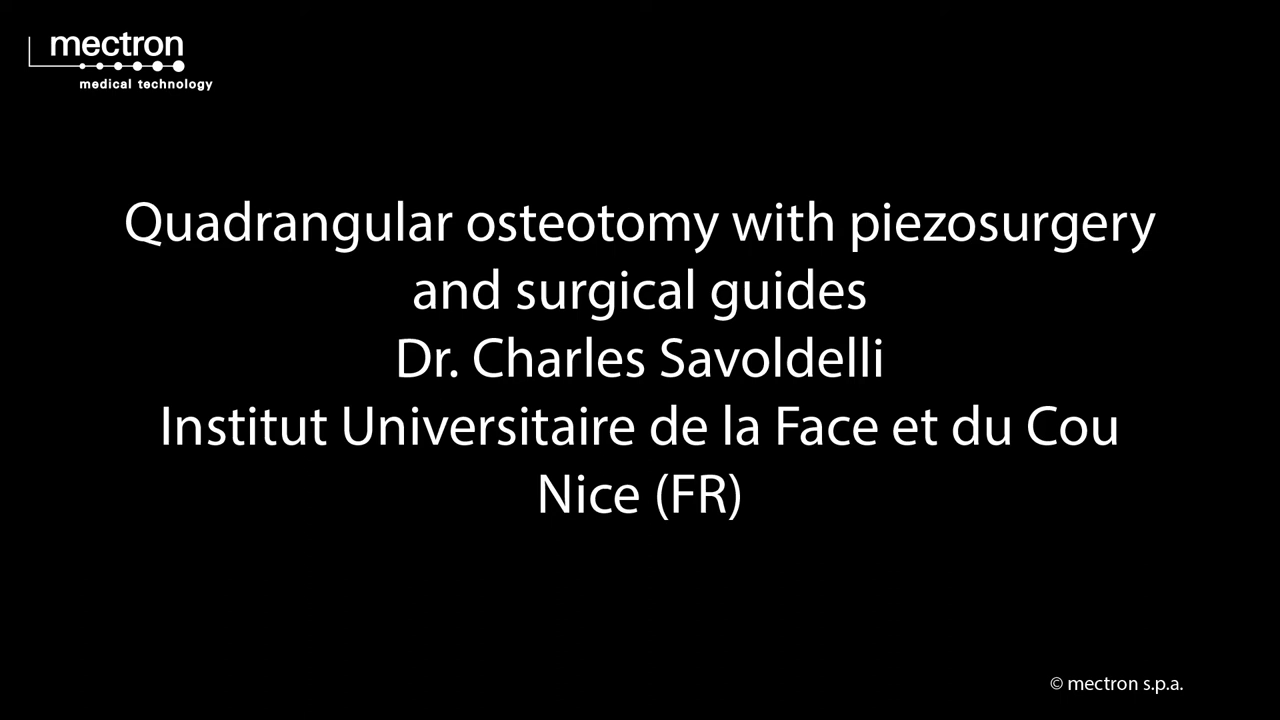 mectron
medical technology
Quadrangular osteotomy with piezosurgery
and surgical guides
Dr. Charles Savoldelli
Institut Universitaire de la Face et du Cou
Nice (FR)
© mectron s.p.a.